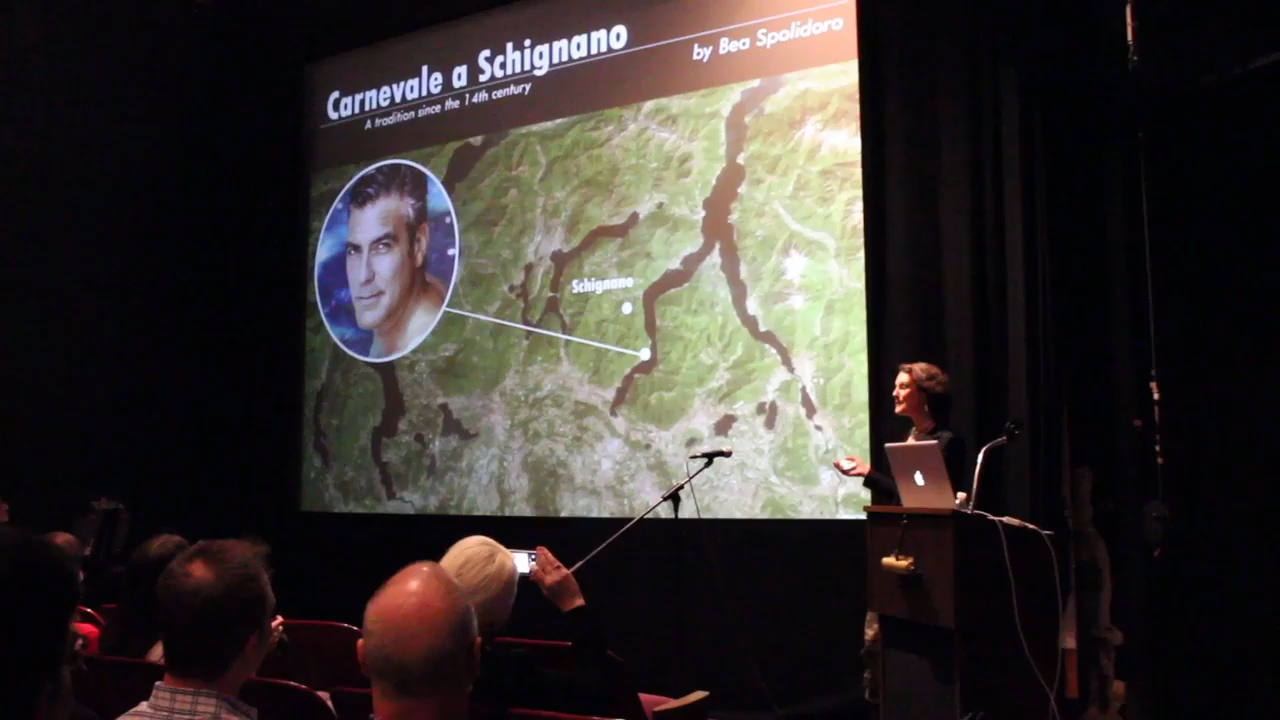 Carnevale a Schignano
by Bea Spolidoro
A tradition since the 14th century
Schignano